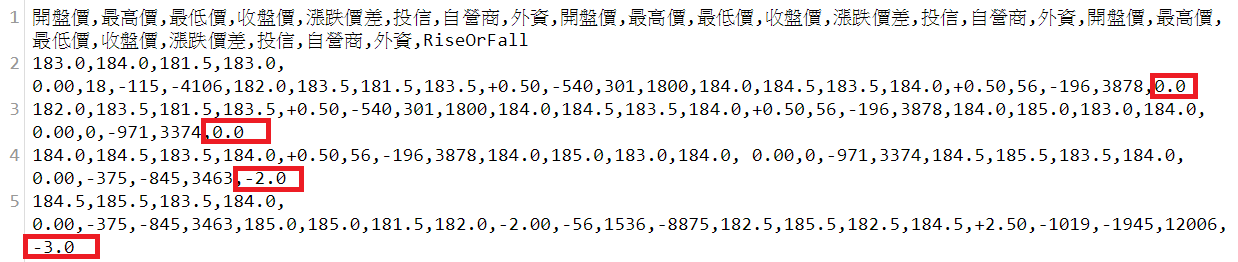 1 開盤價,最高價,最低價,收盤價,漲跌價差,投信,自營商,外資,開盤價,最高價,最低價,收盤價,漲跌價差,投信,自營商,外資,開盤價,最高價,
最低價,收盤價,漲跌價差,投信,自營商,外資,RiseOrFall
2 183.0,184.0,181.5,183.0,
0.00,18,-115,-4106,182.0,183.5,181.5,183.5,+0.50,-540,301,1800,184.0,184.5,183.5,184.0,+0.50,56,-196,3878,0.0
3 182.0,183.5,181.5,183.5,+0.50,-540,301,1800,184.0,184.5,183.5,184.0,+0.50,56,-196,3878,184.0,185.0,183.0,184.0,
0.00,0,-971,3374,0.0
4 184.0,184.5,183.5,184.0,+0.50,56,-196,3878,184.0,185.0,183.0,184.0, 0.00,0,-971,3374,184.5,185.5,183.5,184.0,
0.00,-375,-845,3463,-2.0
5 184.5,185.5,183.5,184.0,
0.00,-375,-845,3463,185.0,185.0,181.5,182.0,-2.00,-56,1536,-8875,182.5,185.5,182.5,184.5,+2.50,-1019,-1945,12006,
-3.0